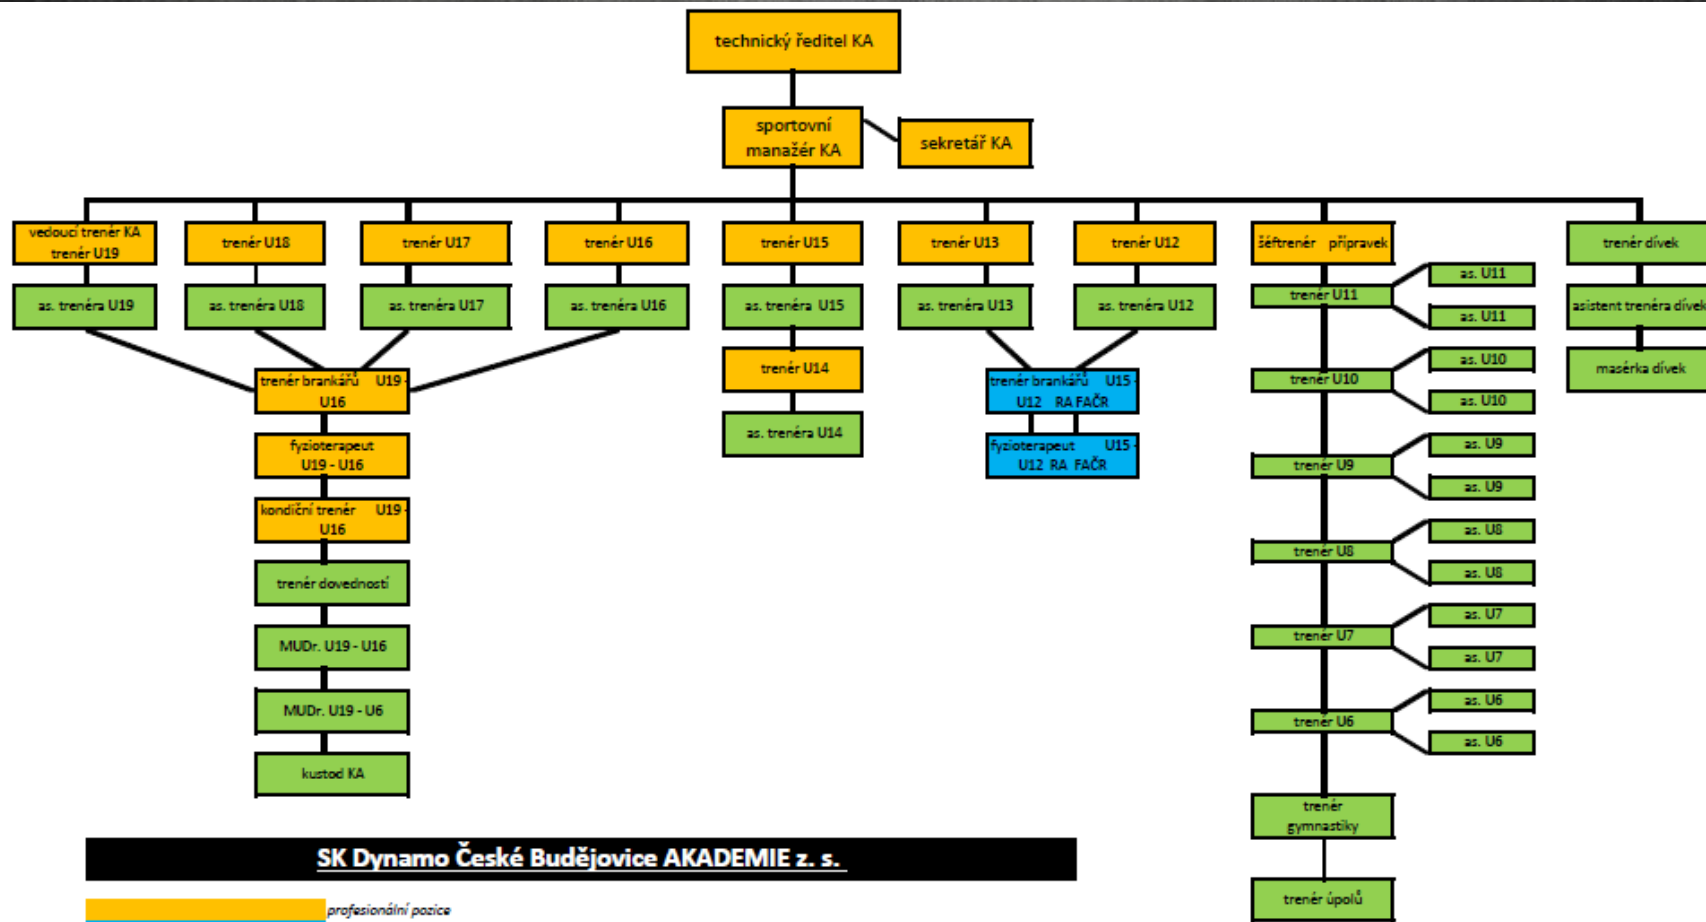 technický ředitel KA
sportovní
manažér KA
sekretář KA
vedoucí trenér KA
trenér U19
trenér U18
trenér U17
trenér U16
trenér U15
trenér U13
trenér U12
šéftrenér přípravek
trenér dívek
as. trenéra U19
as. trenéra U18
as. trenéra U17
as. trenéra U16
as. trenéra U15
as. trenéra U13
as. trenéra U12
trenér U11
as. U11
as. U11
asistent trenéra dívek
trenér brankářů U19 -
U16
trenér U14
trenér brankářů U15 -
U12 RA FAČR
trenér U10
as. U10
as. U10
masérka dívek
fyzioterapeut
U19 - U16
as. trenéra U14
fyzioterapeut U15 -
U12 RA FAČR
trenér U9
as. U9
as. U9
kondiční trenér U19 -
U16
trenér U8
as. U8
as. U8
trenér dovedností
MUDr. U19 - U16
trenér U7
as. U7
as. U7
MUDr. U19 - U6
trenér U6
as. U6
as. U6
kustod KA
trenér
gymnastiky
trenér úpolů
SK Dynamo České Budějovice AKADEMIE z. s.
profesionální pozice